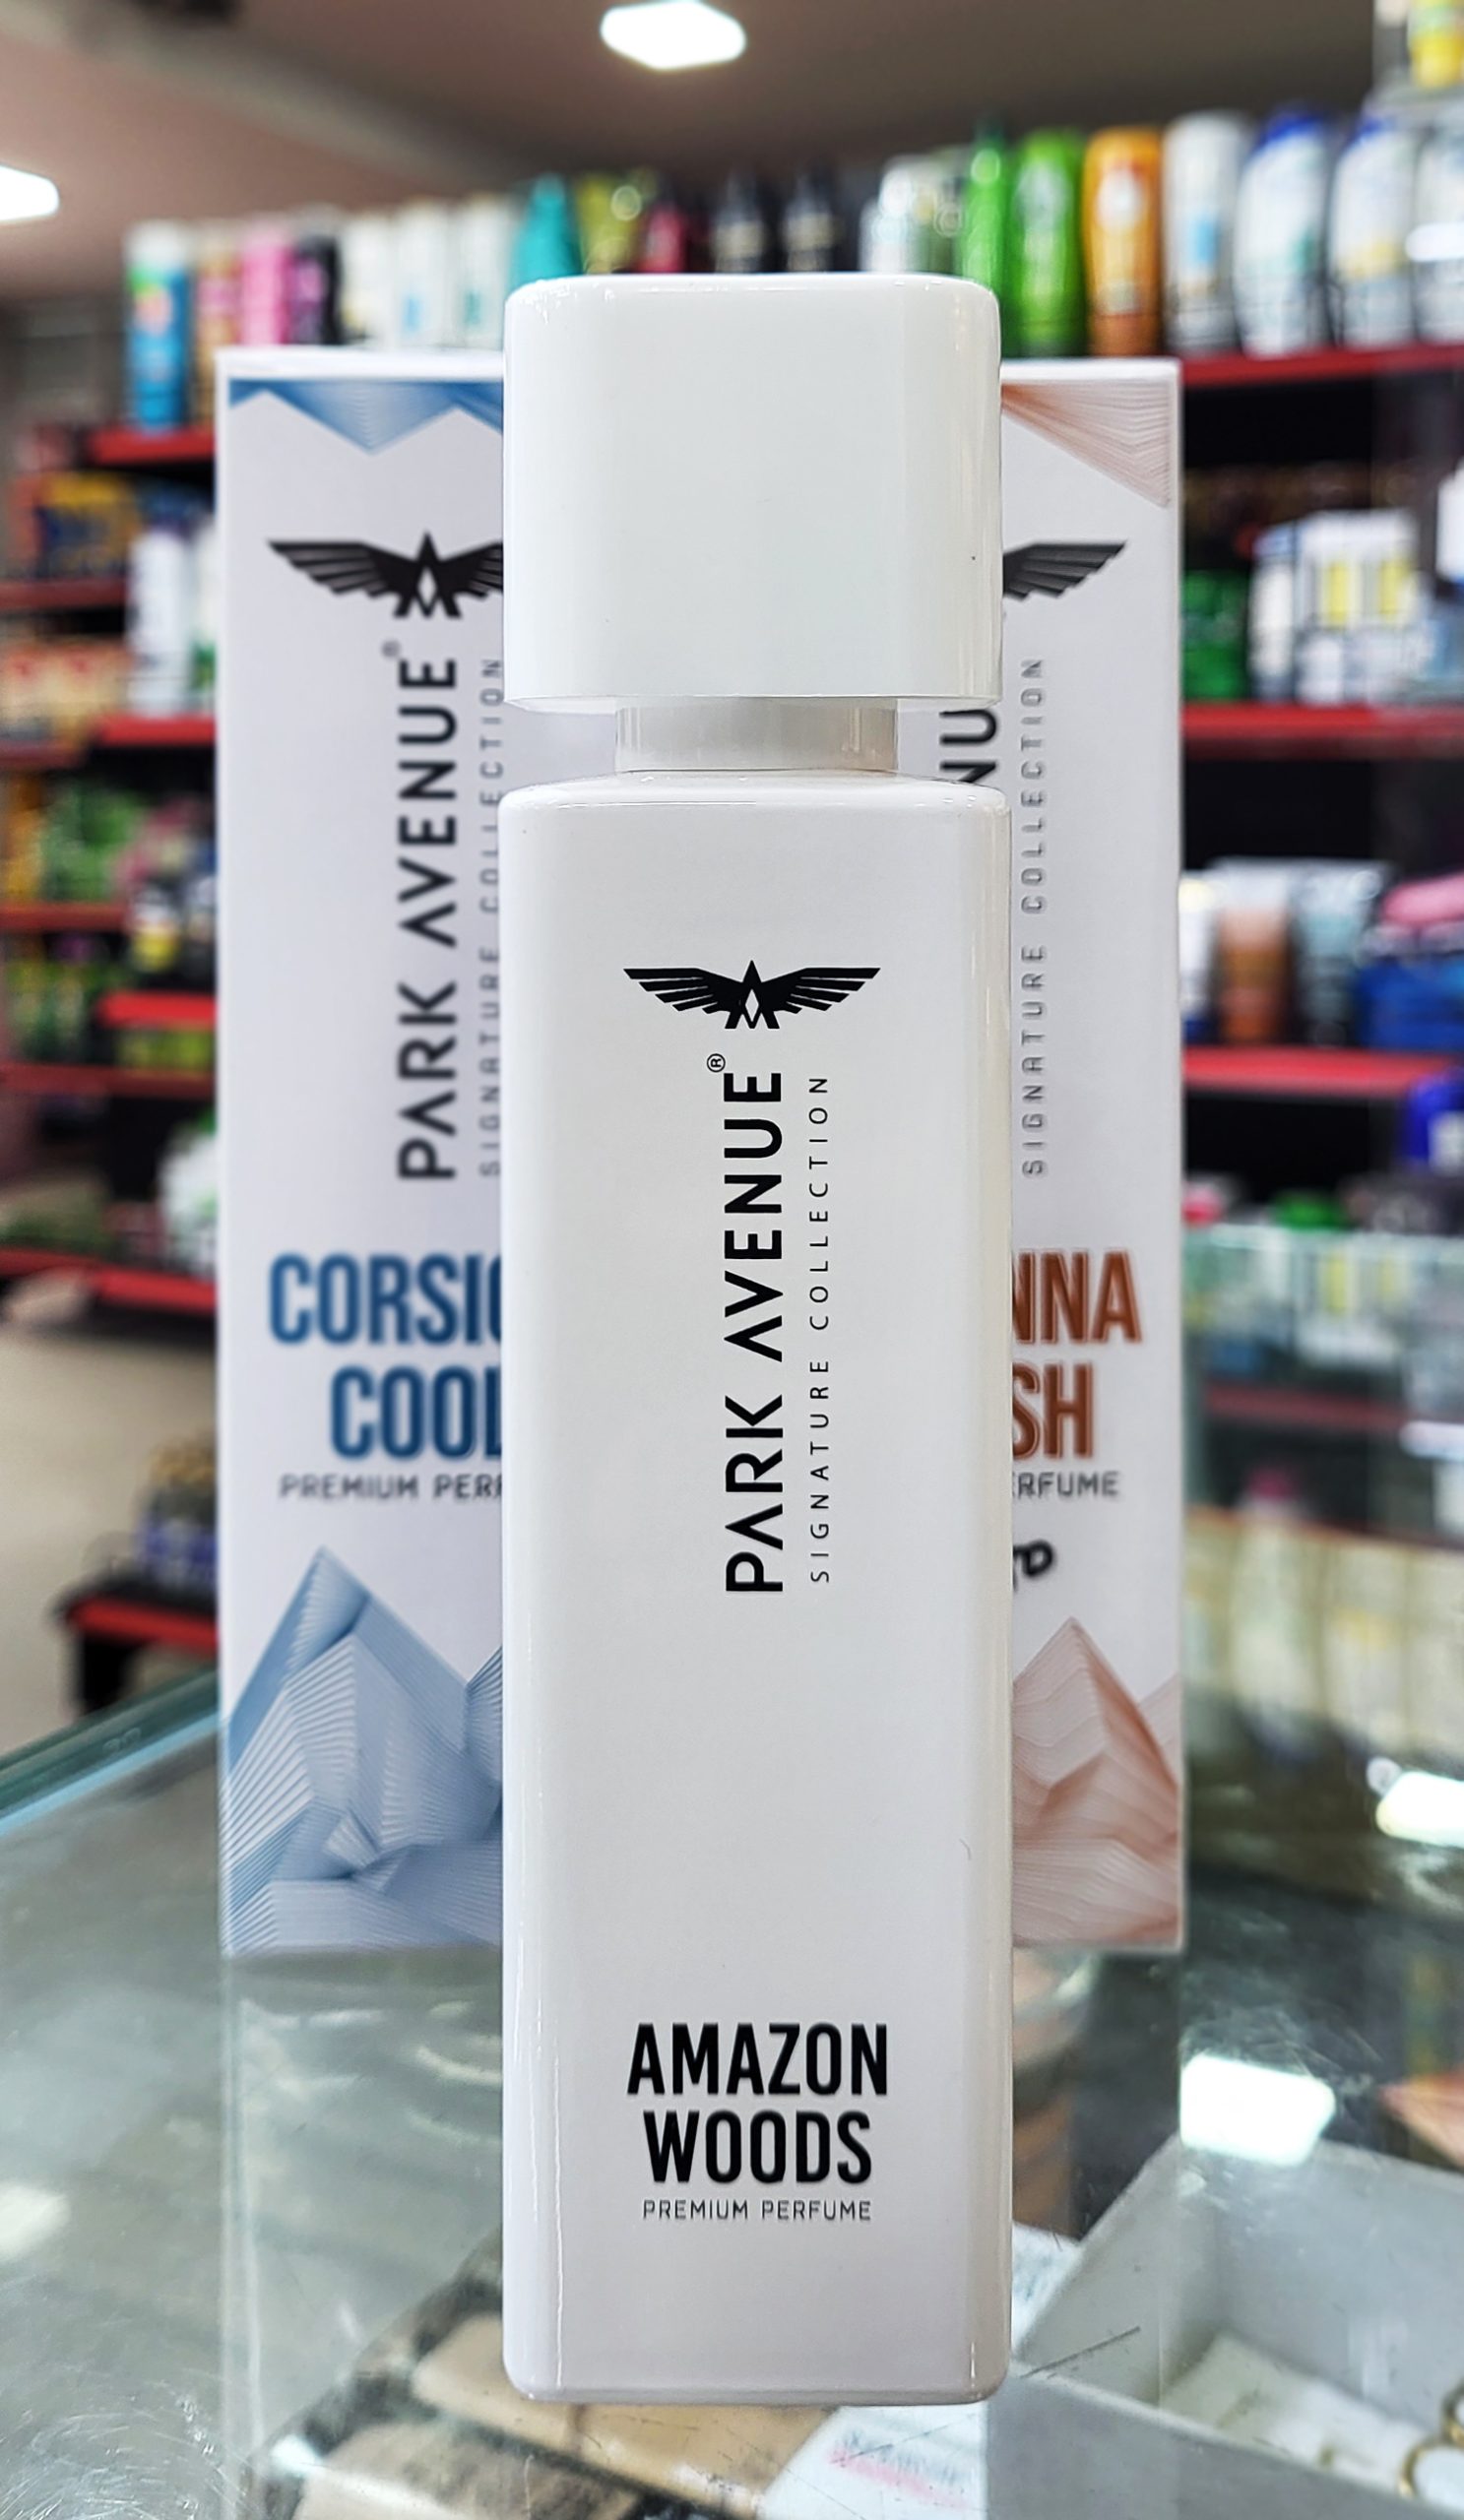 PARK AVENUE®
SIGNATURE COLLECTION
CORSIC
COOL
PREMIUM PERF
PARK AVENUE®
SIGNATURE COLLECTION
AMAZON
WOODS
PREMIUM PERFUME
NU
SIGNATURE COLLECTION
NNA
SH
ERFUME